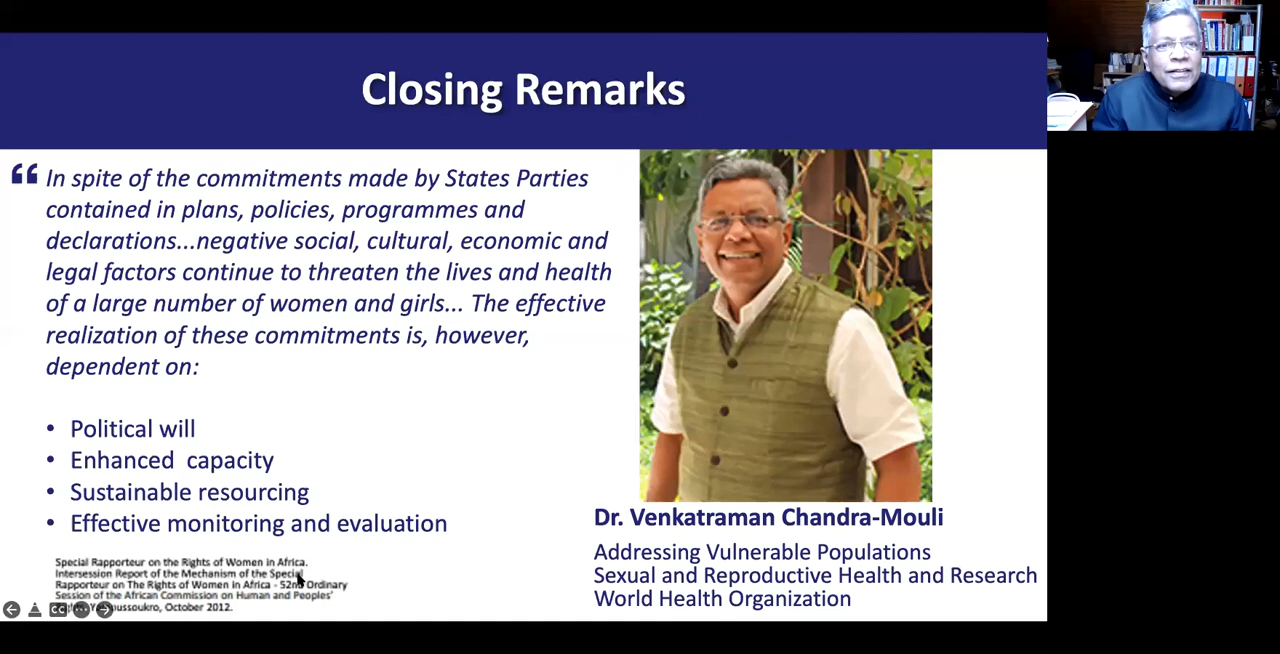 Closing Remarks
“ In spite of the commitments made by States Parties
contained in plans, policies, programmes and
declarations...negative social, cultural, economic and
legal factors continue to threaten the lives and health
of a large number of women and girls... The effective
realization of these commitments is, however,
dependent on:
• Political will
• Enhanced capacity
• Sustainable resourcing
• Effective monitoring and evaluation
Special Rapporteur on the Rights of Women in Africa.
Intersession Report of the Mechanism of the Special
Rapporteur on The Rights of Women in Africa - 52nd Ordinary
Session of the African Commission on Human and Peoples'
October 2012.
CC
Dr. Venkatraman Chandra-Mouli
Addressing Vulnerable Populations
Sexual and Reproductive Health and Research
World Health Organization